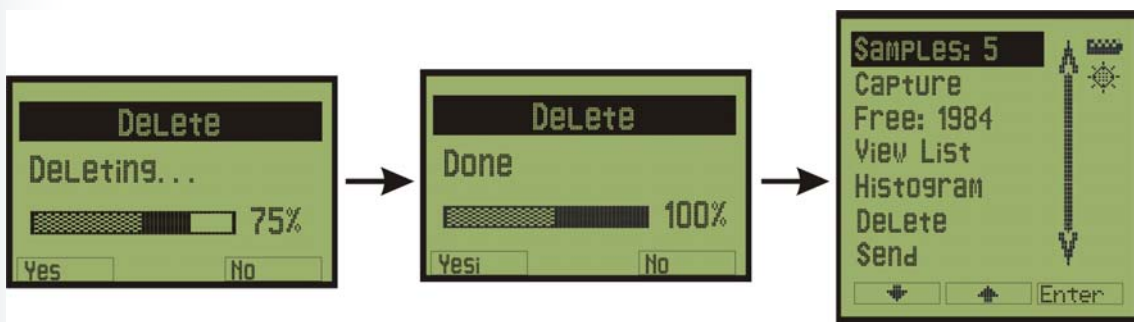 Delete
Deleting...
75%
Yes No
Delete
Done
100%
Yesi No
Samples: 5
Capture
Free: 1984
View List
Histogram
Delete
Send
Enter